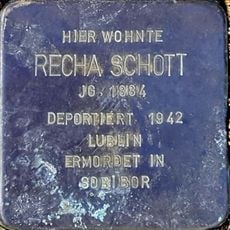 HIER WOHNTE
RECHA SCHOTT
JG. 1884
DEPORTIERT 1942
LUBLIN
ERMORDET IN
SOBIBOR